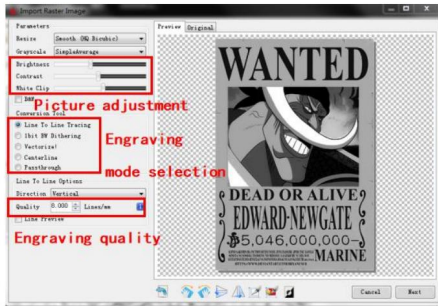 Import Raster Image
Parameters
Resize Smooth (HQ Bicubic)
Grayscale SimpleAverage
Brightness
Contrast
White Clip
Picture adjustment
Conversion Tool
Line To Line Tracing
1bit BW Dithering
Vectorize!
Centerline
Passthrough
Engraving
mode selection
Line To Line Options
Direction Vertical
Quality 0.000 Lines/mm
Line Preview
Engraving quality
Preview Original
WANTED
DEAD OR ALIVE
EDWARD·NEWGATE
5,046,000,000-
MARINE
Cancel Next